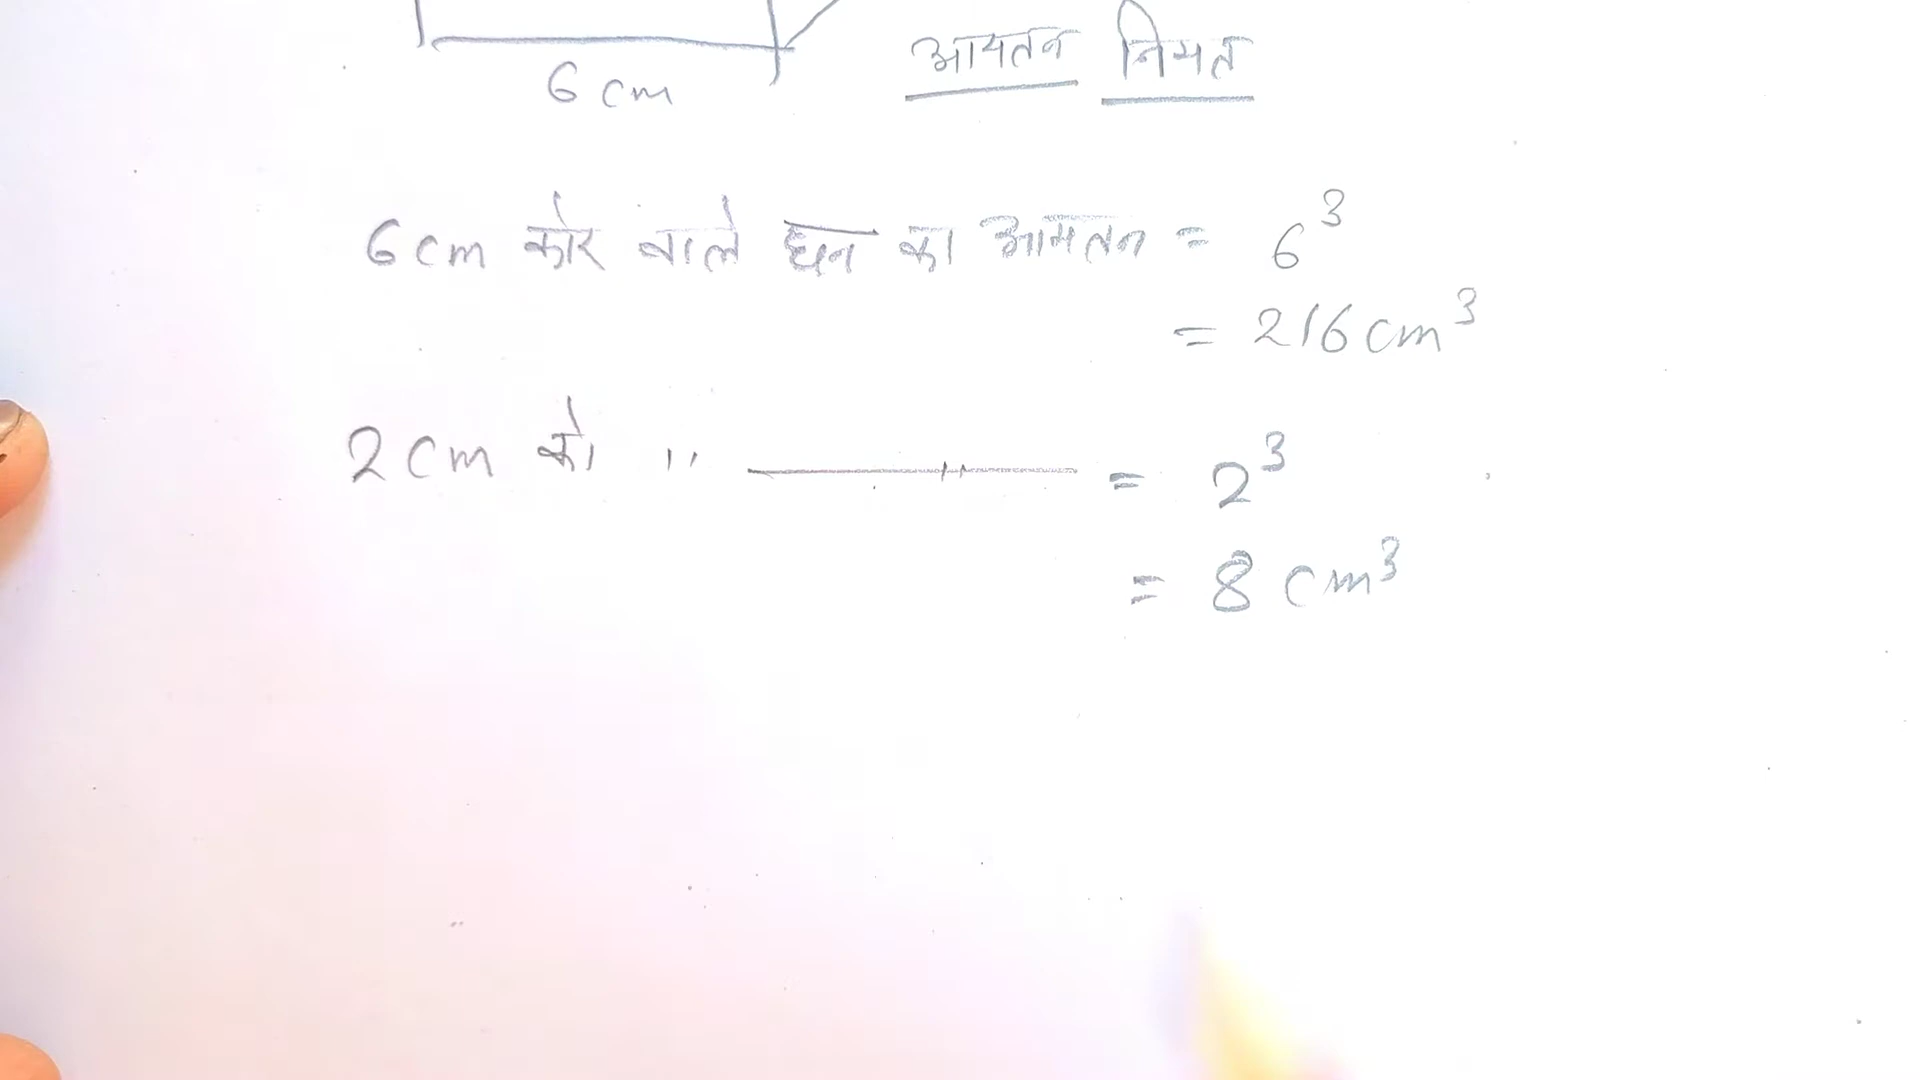 6 cm
आयतन नियत
6 cm कोर वाले घन का आयतन = 6³
= 216 cm³
2 cm को " ———〃——— = 2³
= 8 cm³